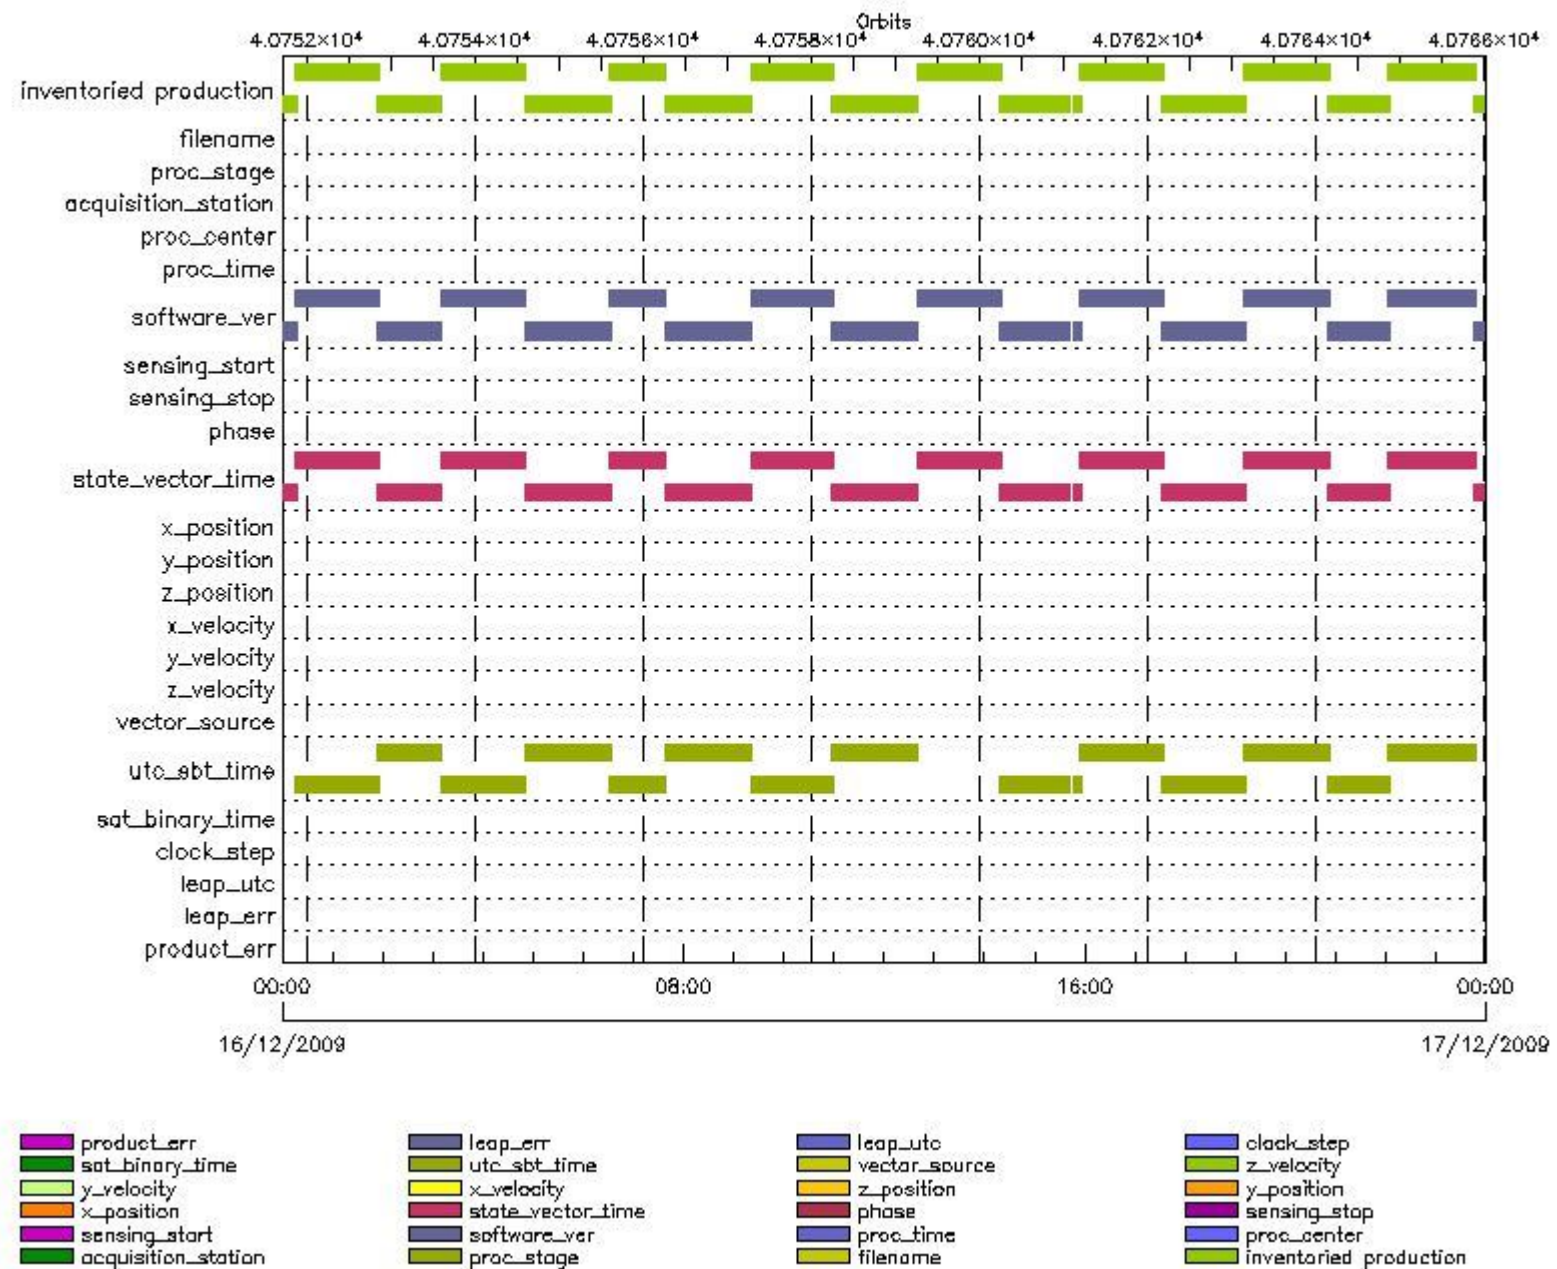 Orbits
4.0752×10⁴ 4.0754×10⁴ 4.0756×10⁴ 4.0758×10⁴ 4.0760×10⁴ 4.0762×10⁴ 4.0764×10⁴ 4.0766×10⁴
inventoried production
filename
proc_stage
acquisition_station
proc_center
proc_time
software_ver
sensing_start
sensing_stop
phase
state_vector_time
x_position
y_position
z_position
x_velocity
y_velocity
z_velocity
vector_source
utc_sbt_time
sat_binary_time
clock_step
leap_utc
leap_err
product_err
00:00 08:00 16:00 00:00
16/12/2009 17/12/2009
product_err leap_err leap_utc clock_step
sat_binary_time utc_sbt_time vector_source z_velocity
y_velocity x_velocity z_position y_position
x_position state_vector_time phase sensing_stop
sensing_start software_ver proc_time proc_center
acquisition_station proc_stage filename inventoried production